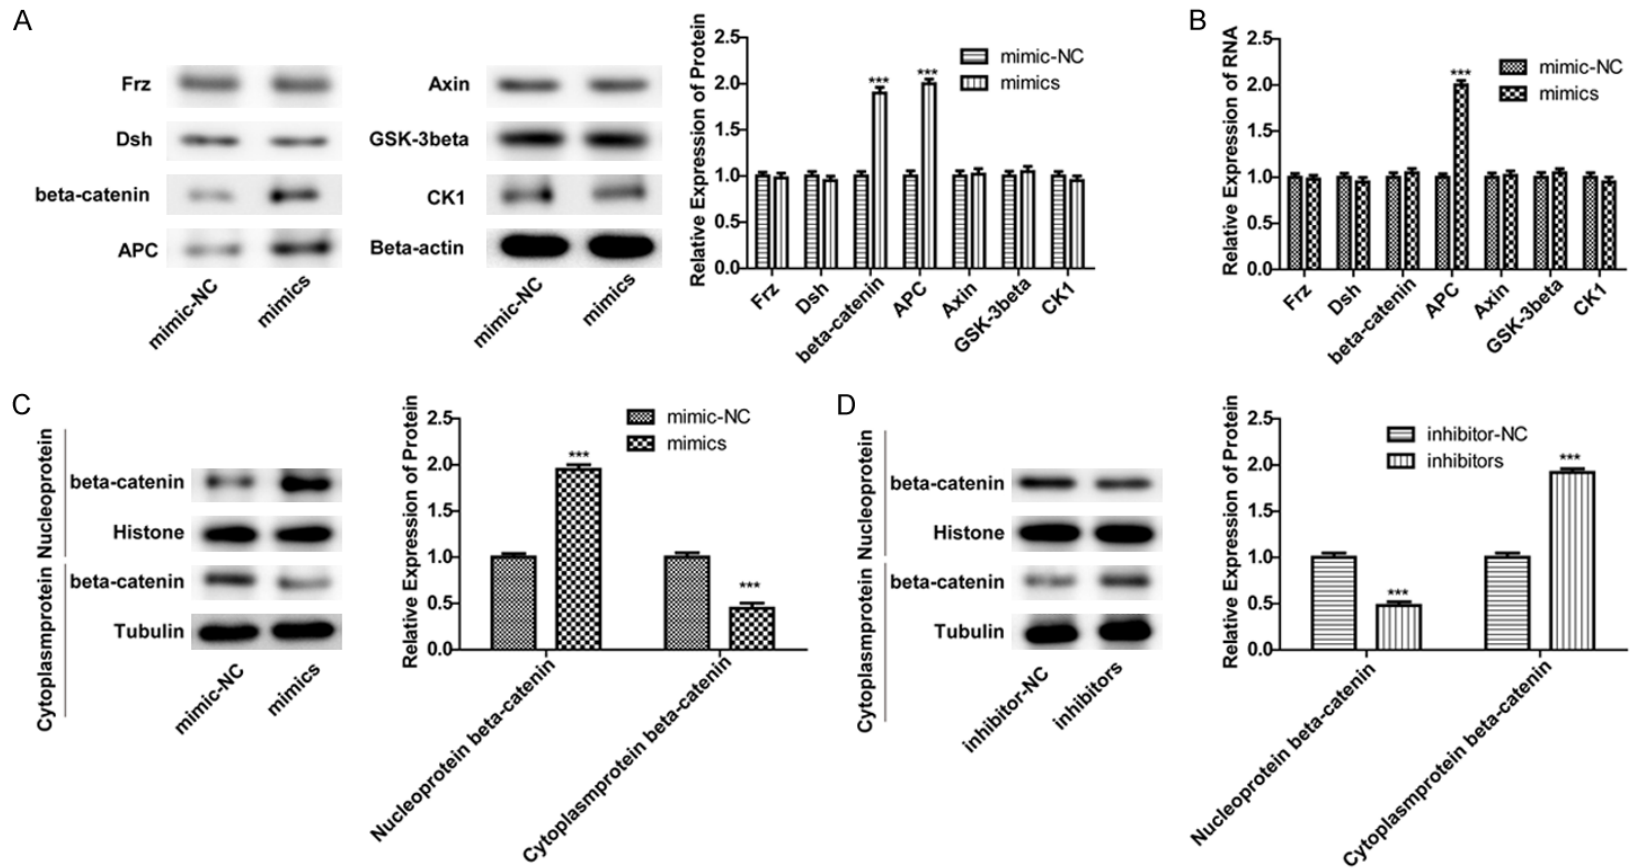 A
Frz
Dsh
beta-catenin
APC
mimic-NC
mimics
Axin
GSK-3beta
CK1
Beta-actin
mimic-NC
mimics
Relative Expression of Protein
2.5
2.0
1.5
1.0
0.5
0.0
***
***
mimic-NC
mimics
Frz
Dsh
beta-catenin
APC
Axin
GSK-3beta
CK1
B
Relative Expression of RNA
2.5
2.0
1.5
1.0
0.5
0.0
***
mimic-NC
mimics
Frz
Dsh
beta-catenin
APC
Axin
GSK-3beta
CK1
C
Nucleoprotein
Cytoplasmprotein
beta-catenin
Histone
beta-catenin
Tubulin
mimic-NC
mimics
Relative Expression of Protein
2.5
2.0
1.5
1.0
0.5
0.0
***
***
mimic-NC
mimics
Nucleoprotein beta-catenin
Cytoplasmprotein beta-catenin
D
Nucleoprotein
Cytoplasmprotein
beta-catenin
Histone
beta-catenin
Tubulin
inhibitor-NC
inhibitors
Relative Expression of Protein
2.5
2.0
1.5
1.0
0.5
0.0
***
***
inhibitor-NC
inhibitors
Nucleoprotein beta-catenin
Cytoplasmprotein beta-catenin